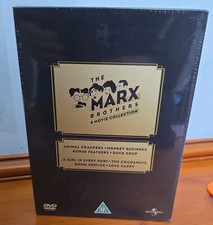 THE
MARX
BROTHERS
8 MOVIE COLLECTION
ANIMAL CRACKERS • MONKEY BUSINESS
HORSE FEATHERS • DUCK SOUP
A GIRL IN EVERY PORT • THE COCOANUTS
ROOM SERVICE • LOVE HAPPY
DVD
U
UNIVERSAL